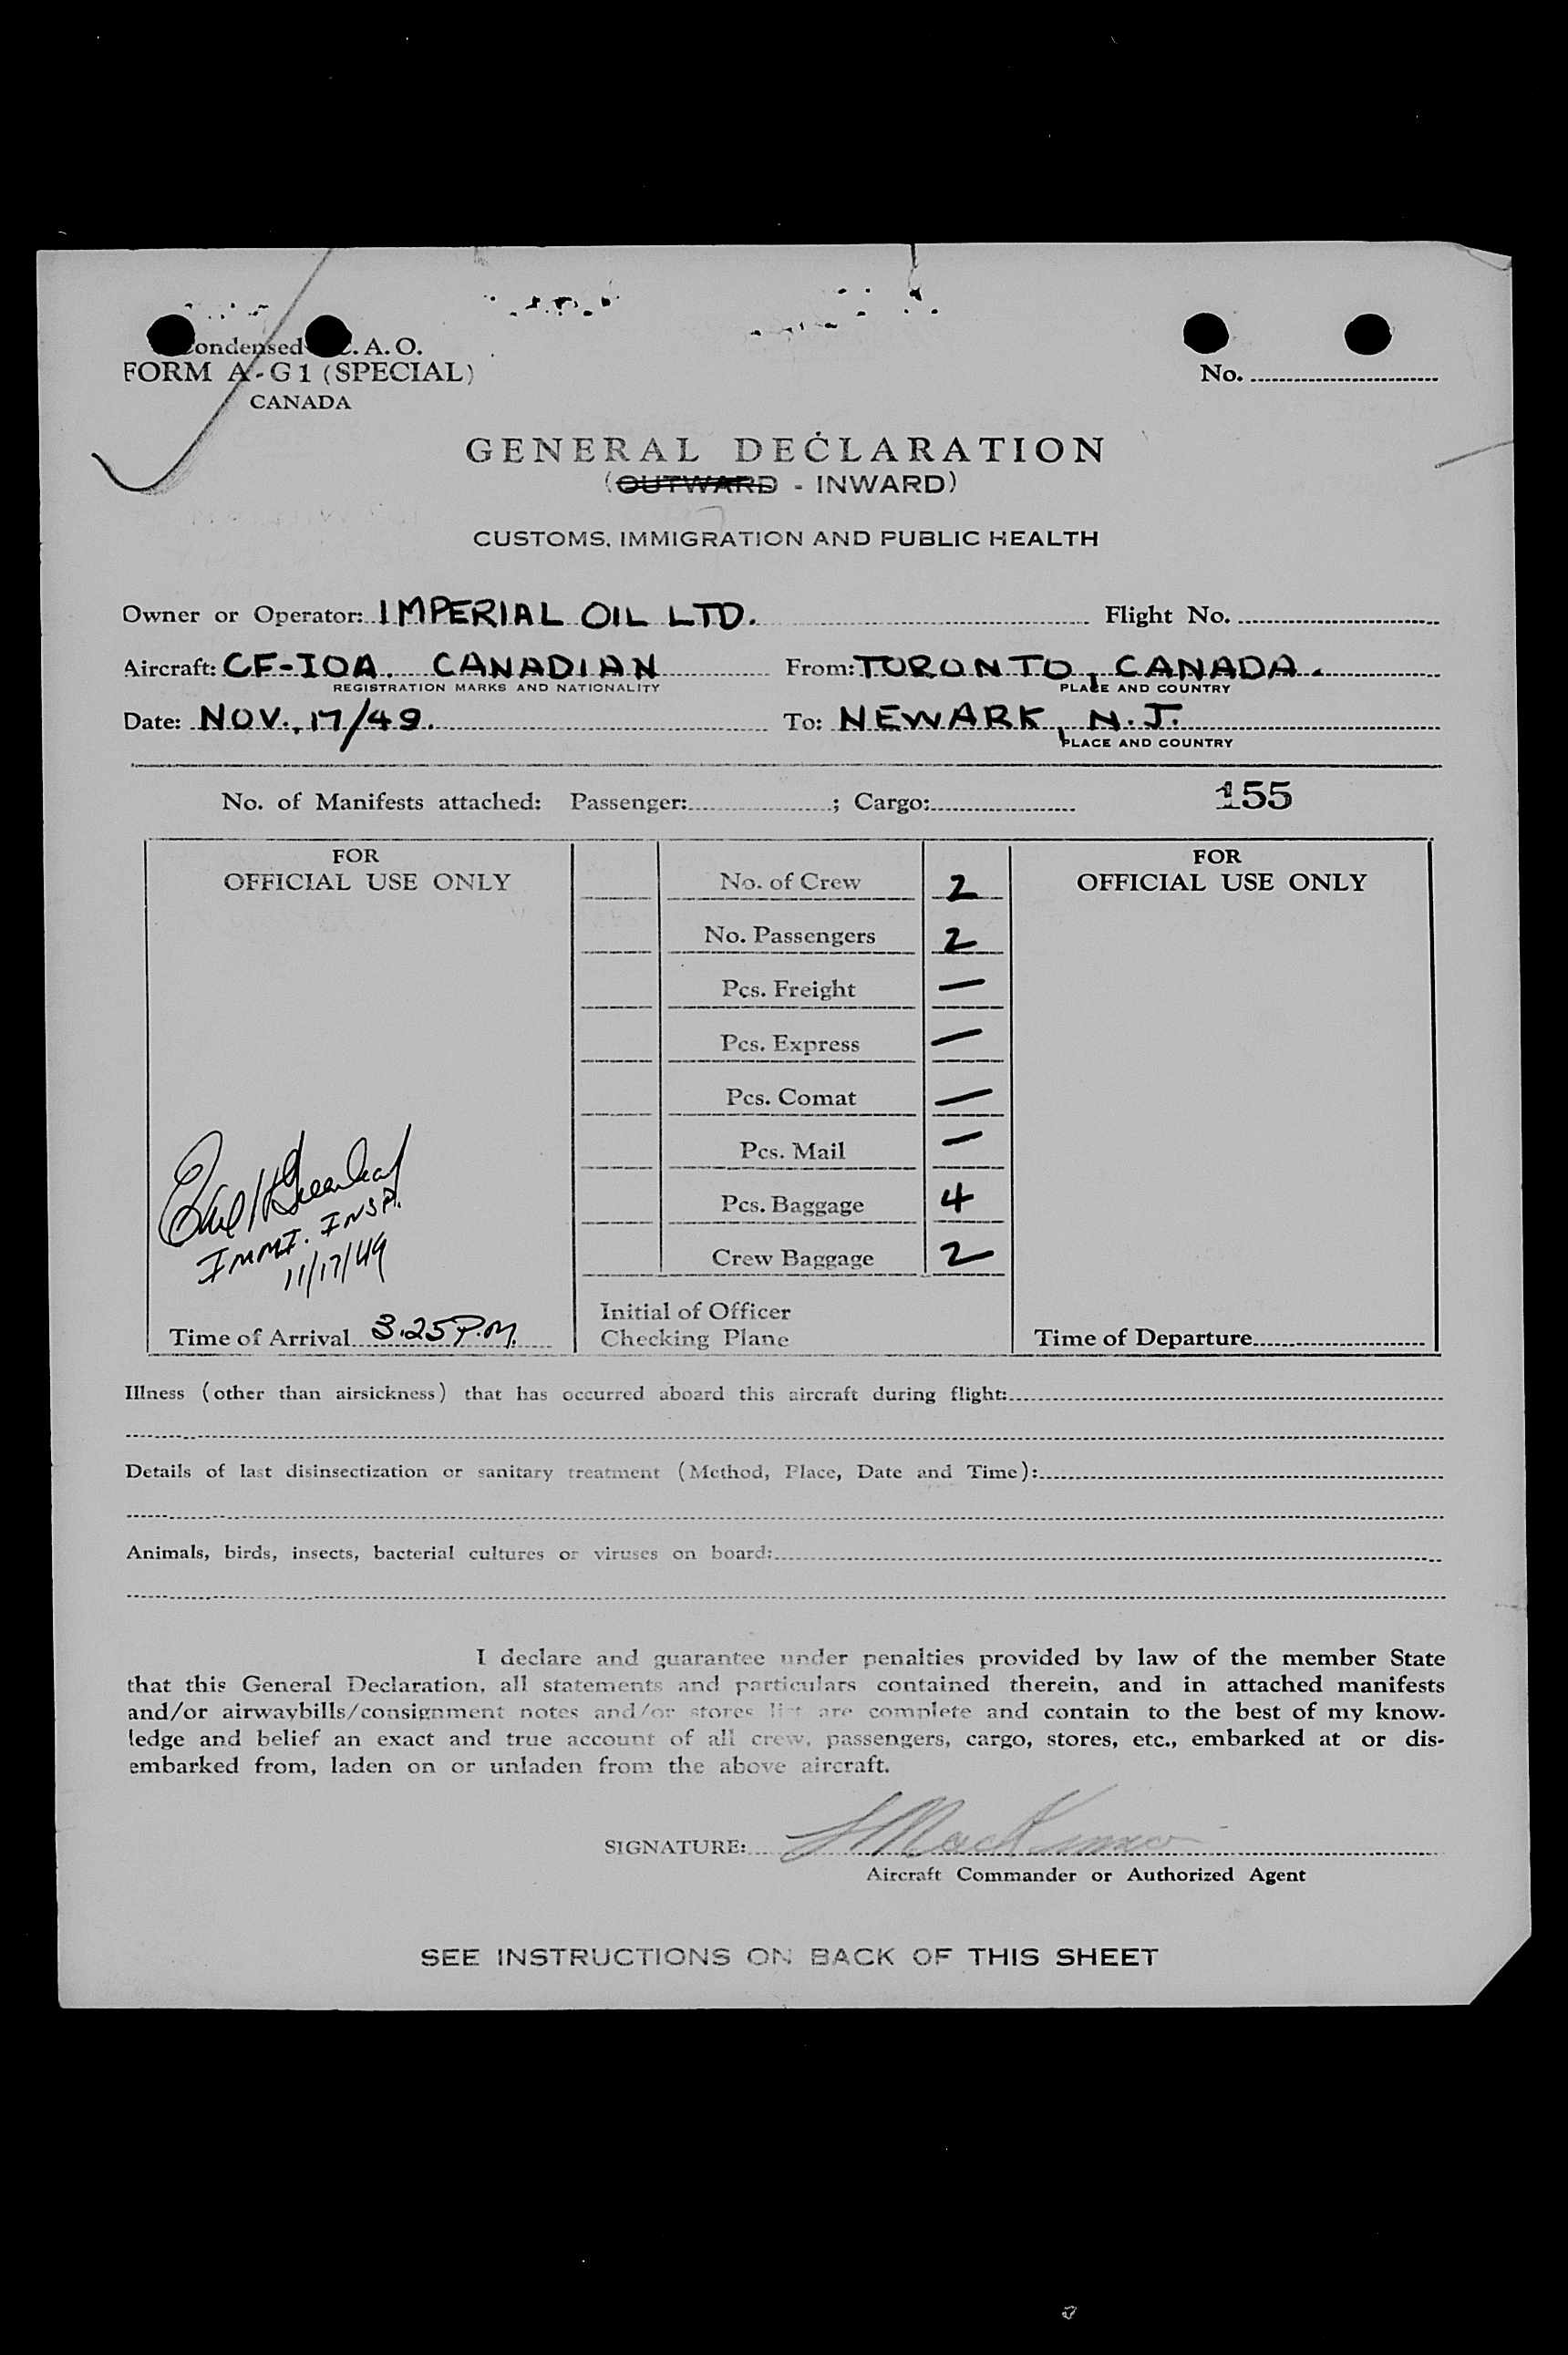 ondensed .A.O.
FORM A-G1 (SPECIAL)
CANADA
No.
GENERAL DECLARATION
(OUTWARD - INWARD)
CUSTOMS, IMMIGRATION AND PUBLIC HEALTH
Owner or Operator: IMPERIAL OIL LTD. Flight No.
Aircraft: CF-IOA. CANADIAN From: TORONTO, CANADA.
REGISTRATION MARKS AND NATIONALITY PLACE AND COUNTRY
Date: NOV. 17/49. To: NEWARK, N.J.
PLACE AND COUNTRY
No. of Manifests attached: Passenger: ; Cargo: 155
FOR
OFFICIAL USE ONLY
No. of Crew 2
No. Passengers 2
Pcs. Freight —
Pcs. Express —
Pcs. Comat —
Pcs. Mail —
Pcs. Baggage 4
Crew Baggage 2
FOR
OFFICIAL USE ONLY
IMMI. INSP.
11/17/49
Time of Arrival 3.25 P.M.
Initial of Officer
Checking Plane
Time of Departure
Illness (other than airsickness) that has occurred aboard this aircraft during flight:
Details of last disinsectization or sanitary treatment (Method, Place, Date and Time):
Animals, birds, insects, bacterial cultures or viruses on board:
I declare and guarantee under penalties provided by law of the member State
that this General Declaration, all statements and particulars contained therein, and in attached manifests
and/or airwaybills/consignment notes and/or stores list are complete and contain to the best of my know-
ledge and belief an exact and true account of all crew, passengers, cargo, stores, etc., embarked at or dis-
embarked from, laden on or unladen from the above aircraft.
SIGNATURE: MacKenzie
Aircraft Commander or Authorized Agent
SEE INSTRUCTIONS ON BACK OF THIS SHEET